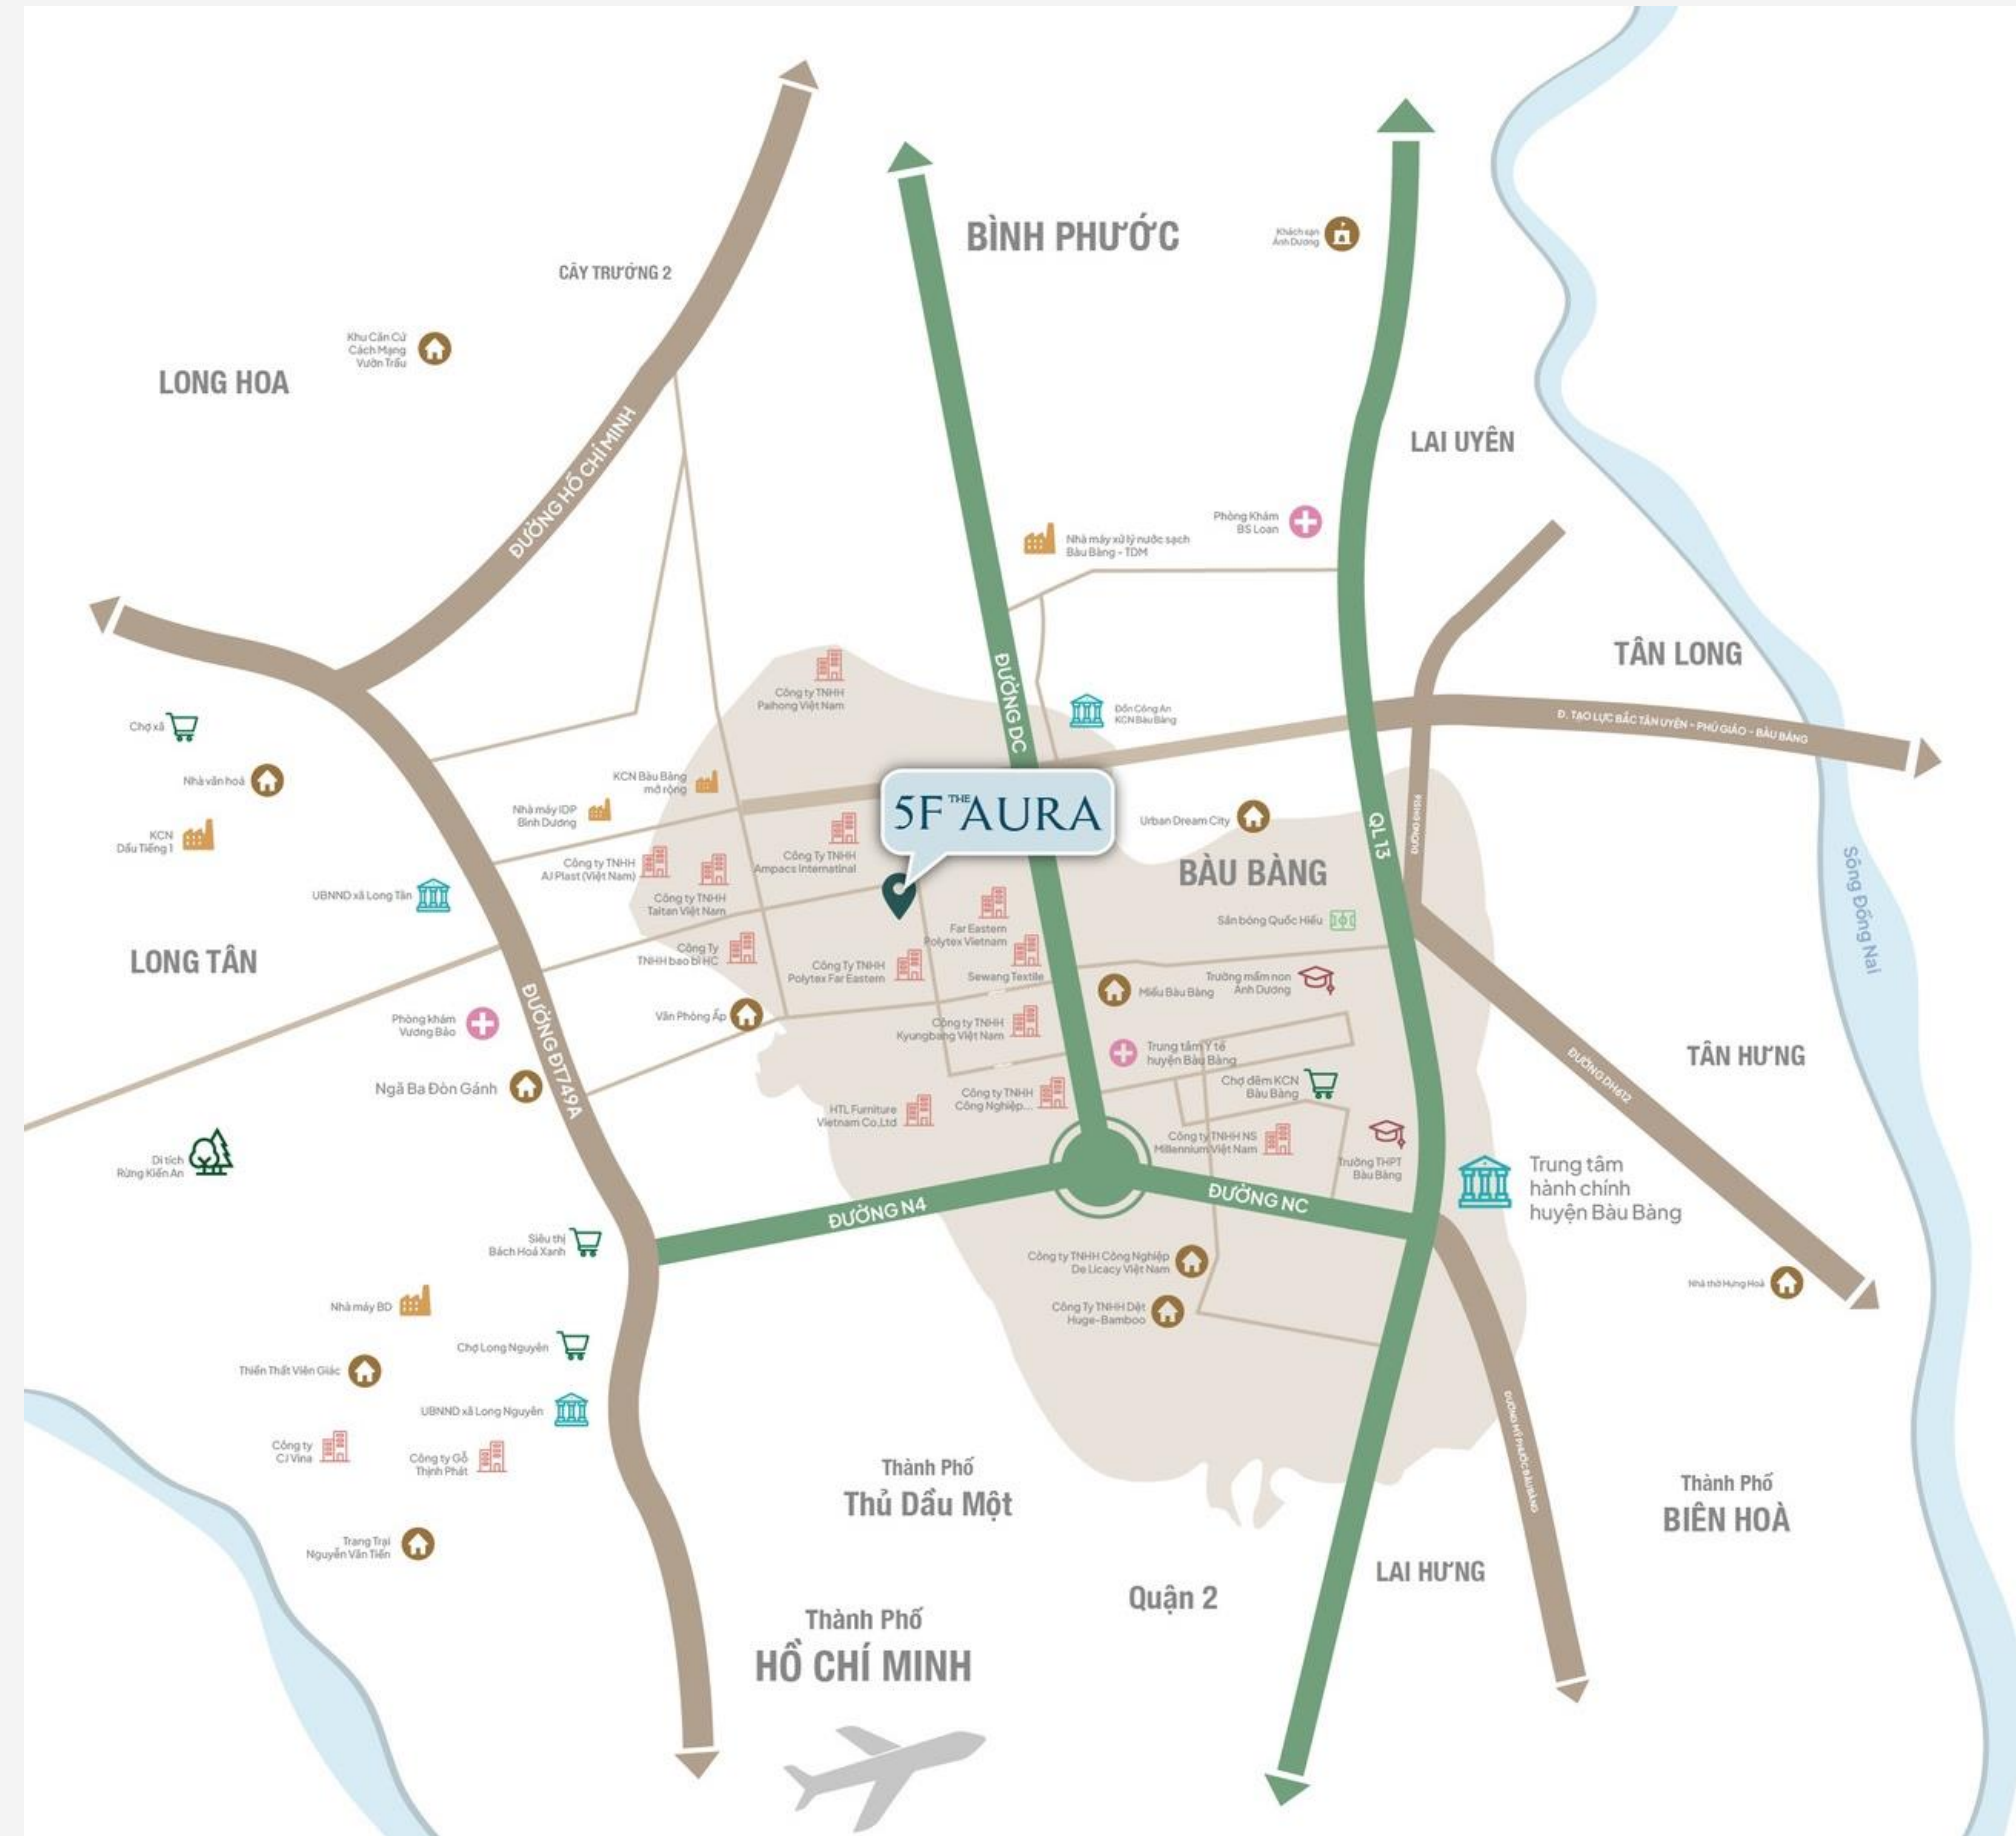 BÌNH PHƯỚC
Khách sạn
Ánh Dương
CÂY TRƯỜNG 2
Khu Căn Cứ
Cách Mạng
Vườn Trầu
LONG HOA
ĐƯỜNG HỒ CHÍ MINH
LAI UYÊN
Phòng Khám
BS Loan
Nhà máy xử lý nước sạch
Bàu Bàng - TDM
TÂN LONG
ĐƯỜNG DC
Công ty TNHH
Paihong Việt Nam
Đồn Công An
KCN Bàu Bàng
Đ. TẠO LỰC BẮC TÂN UYÊN - PHÚ GIÁO - BÀU BÀNG
Chợ xã
Nhà văn hoá
KCN Bàu Bàng
mở rộng
Nhà máy IDP
Bình Dương
5F THE AURA
Urban Dream City
QL 13
KCN
Dầu Tiếng 1
Công ty TNHH
AJ Plast (Việt Nam)
Công Ty TNHH
Ampacs Internatinal
BÀU BÀNG
Sông Đồng Nai
UBNND xã Long Tân
Công ty TNHH
Taitan Việt Nam
Far Eastern
Polytex Vietnam
Sân bóng Quốc Hiếu
LONG TÂN
Công Ty
TNHH bao bì HC
Công Ty TNHH
Polytex Far Eastern
Sewang Textile
Miếu Bàu Bàng
Trường mầm non
Ánh Dương
ĐƯỜNG ĐT749A
Phòng khám
Vương Bảo
Văn Phòng Ấp
Công ty TNHH
Kyungbang Việt Nam
Trung tâm Y tế
huyện Bàu Bàng
TÂN HƯNG
ĐƯỜNG DH612
Ngã Ba Đòn Gánh
Công ty TNHH
Công Nghiệp...
Chợ đêm KCN
Bàu Bàng
HTL Furniture
Vietnam Co.,Ltd
Công ty TNHH NS
Millennium Việt Nam
Trường THPT
Bàu Bàng
Di tích
Rừng Kiến An
Trung tâm
hành chính
huyện Bàu Bàng
ĐƯỜNG N4
ĐƯỜNG NC
Siêu thị
Bách Hoá Xanh
Công ty TNHH Công Nghiệp
De Licacy Việt Nam
Nhà thờ Hưng Hoà
Nhà máy BD
Công Ty TNHH Dệt
Huge-Bamboo
Chợ Long Nguyên
Thiền Thất Viên Giác
UBNND xã Long Nguyên
ĐƯỜNG MỸ PHƯỚC BÀU BÀNG
Công ty
CJ Vina
Công ty Gỗ
Thịnh Phát
Thành Phố
Thủ Dầu Một
Thành Phố
BIÊN HOÀ
Trang Trại
Nguyễn Văn Tiến
LAI HƯNG
Quận 2
Thành Phố
HỒ CHÍ MINH